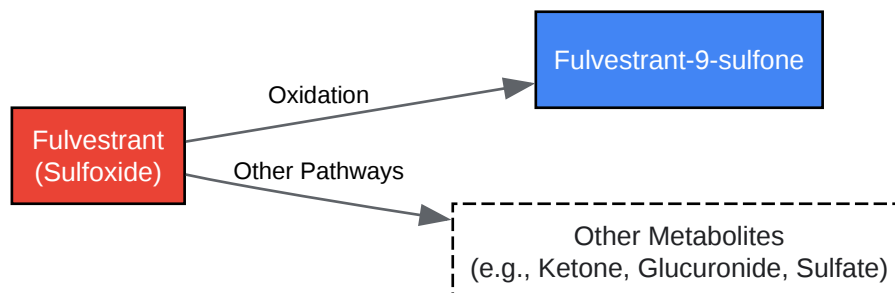 Fulvestrant-9-sulfone
Oxidation
Fulvestrant
(Sulfoxide)
Other Pathways
Other Metabolites
(e.g., Ketone, Glucuronide, Sulfate)